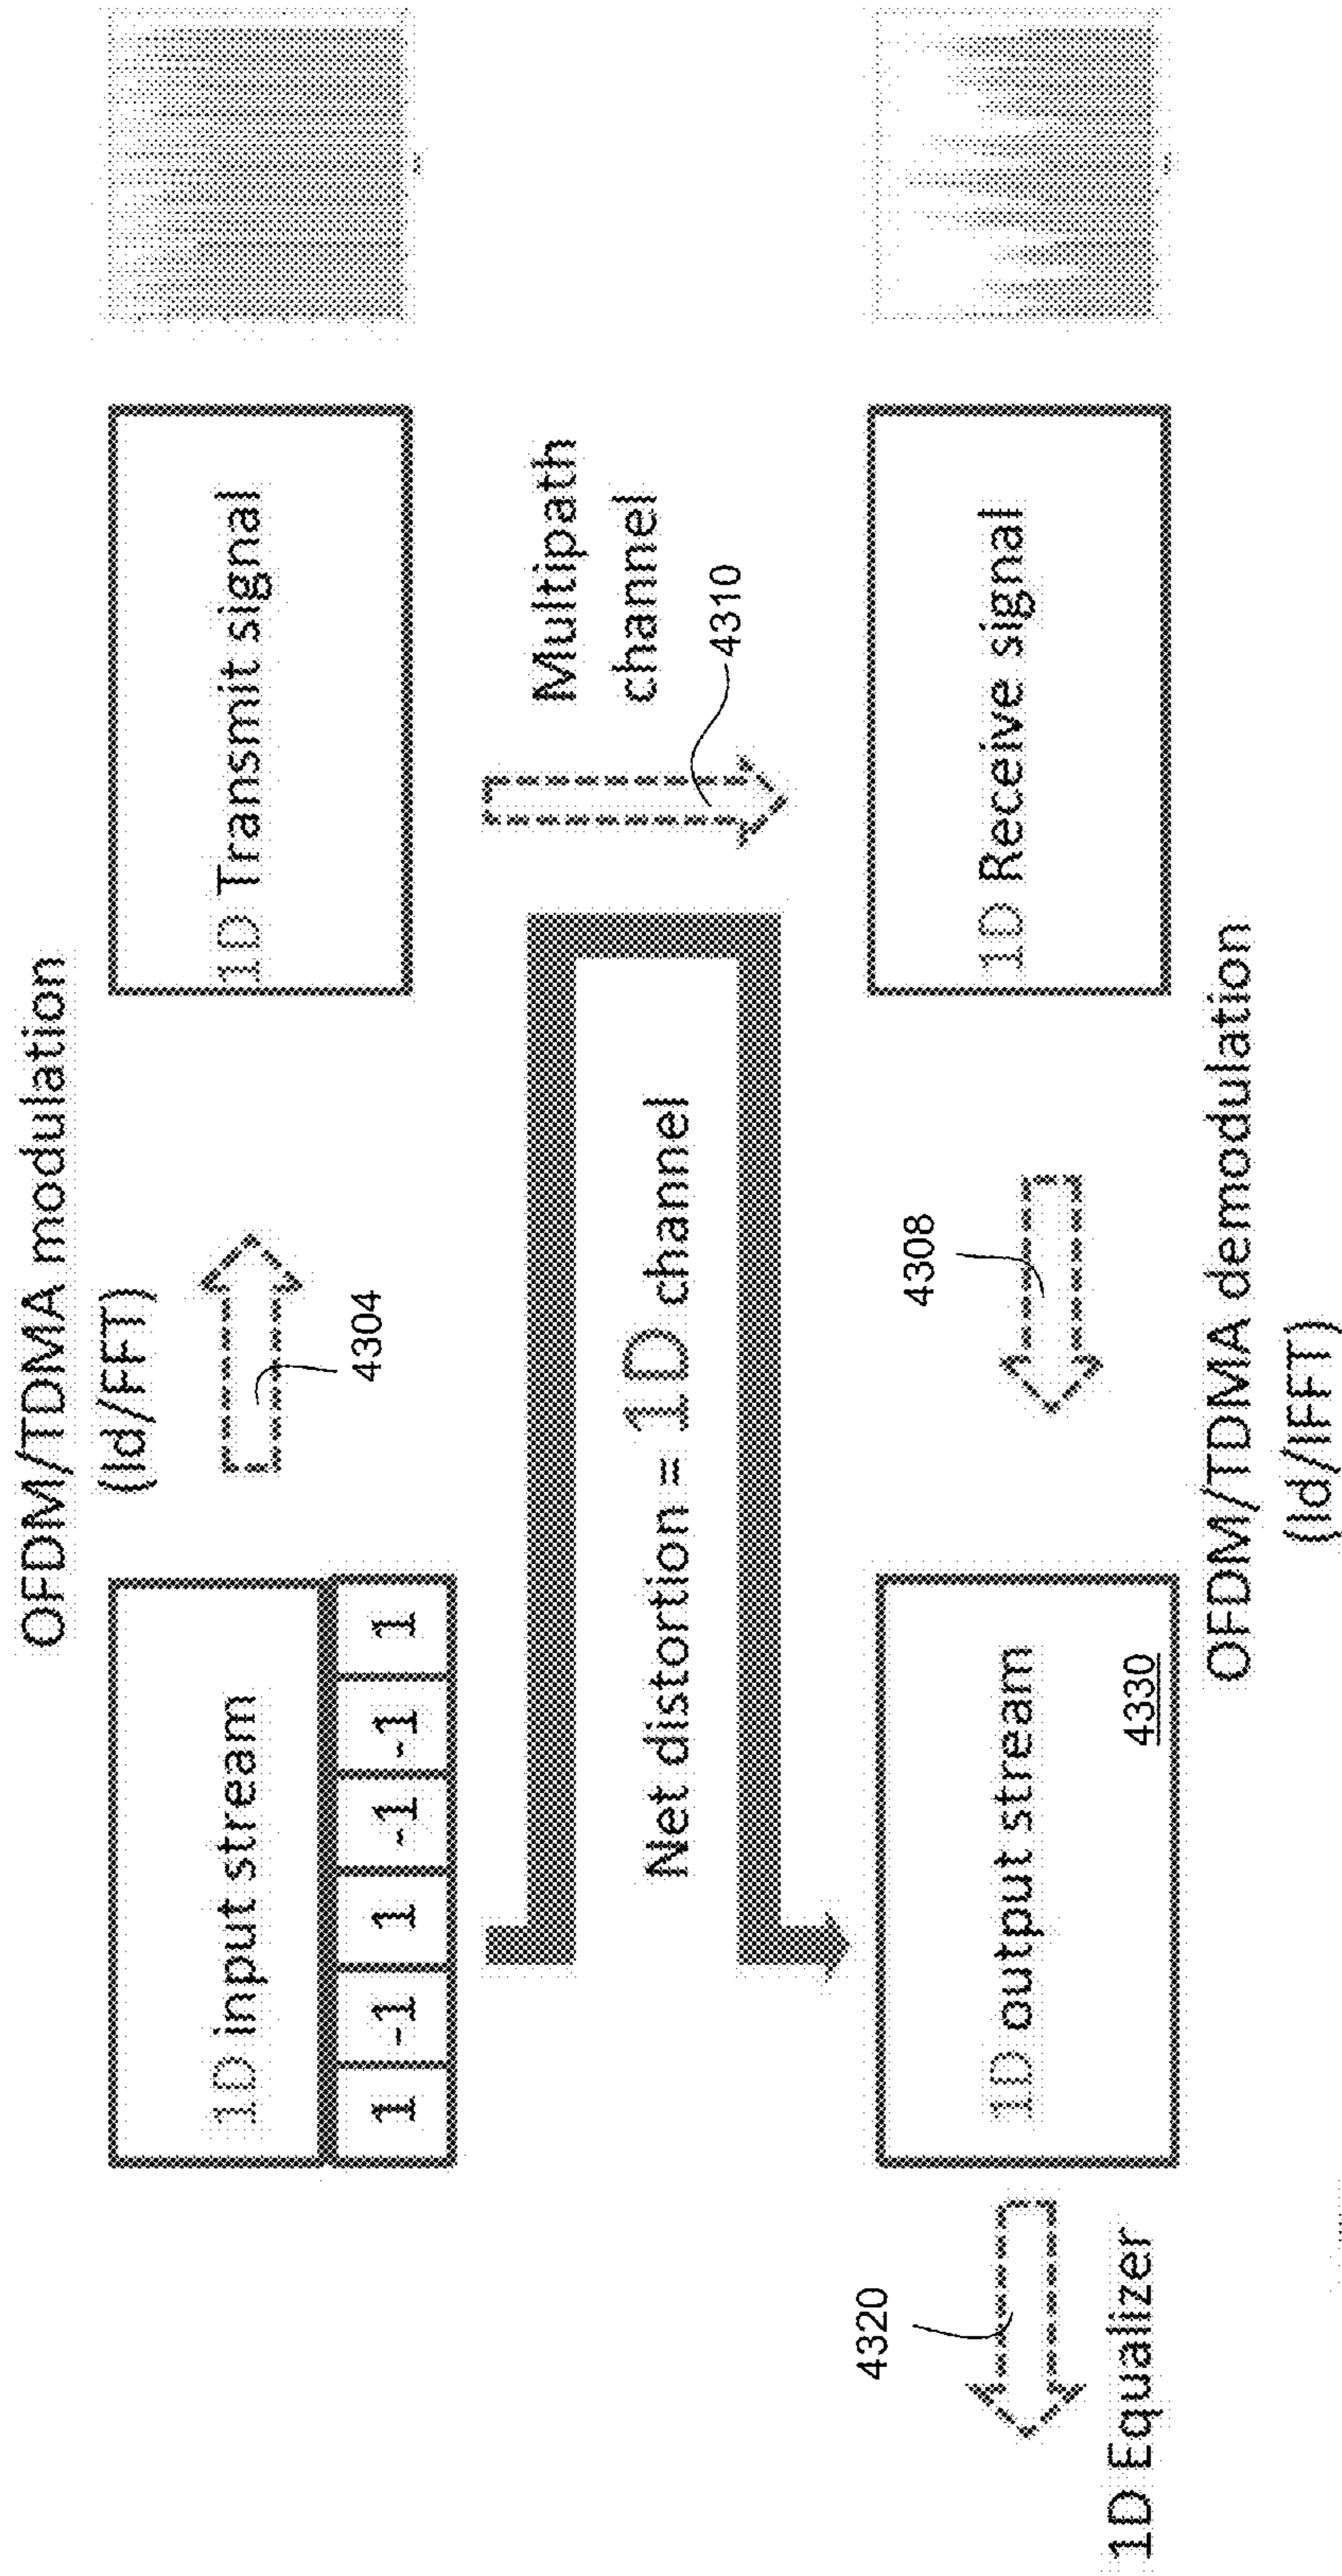 OFDM/TDMA modulation
(Id/FFT)
4304
1D input stream
1 -1 1 -1 -1 1
1D Transmit signal
Multipath
channel
4310
Net distortion = 1D channel
4308
1D Receive signal
1D output stream
4330
OFDM/TDMA demodulation
(Id/IFFT)
4320
1D Equalizer